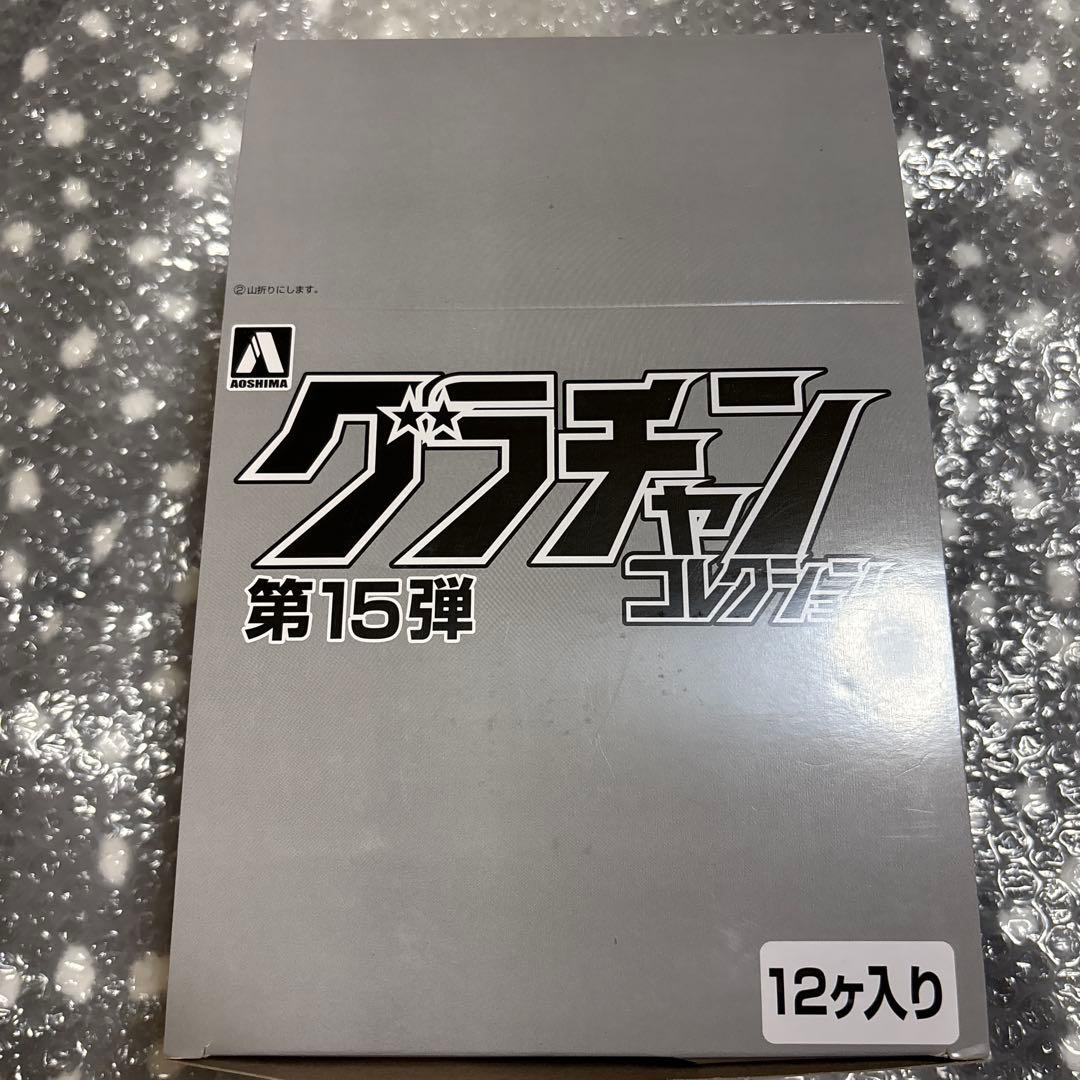 ②山折りにします。
AOSHIMA
グラチャン
コレクション
第15弾
12ヶ入り